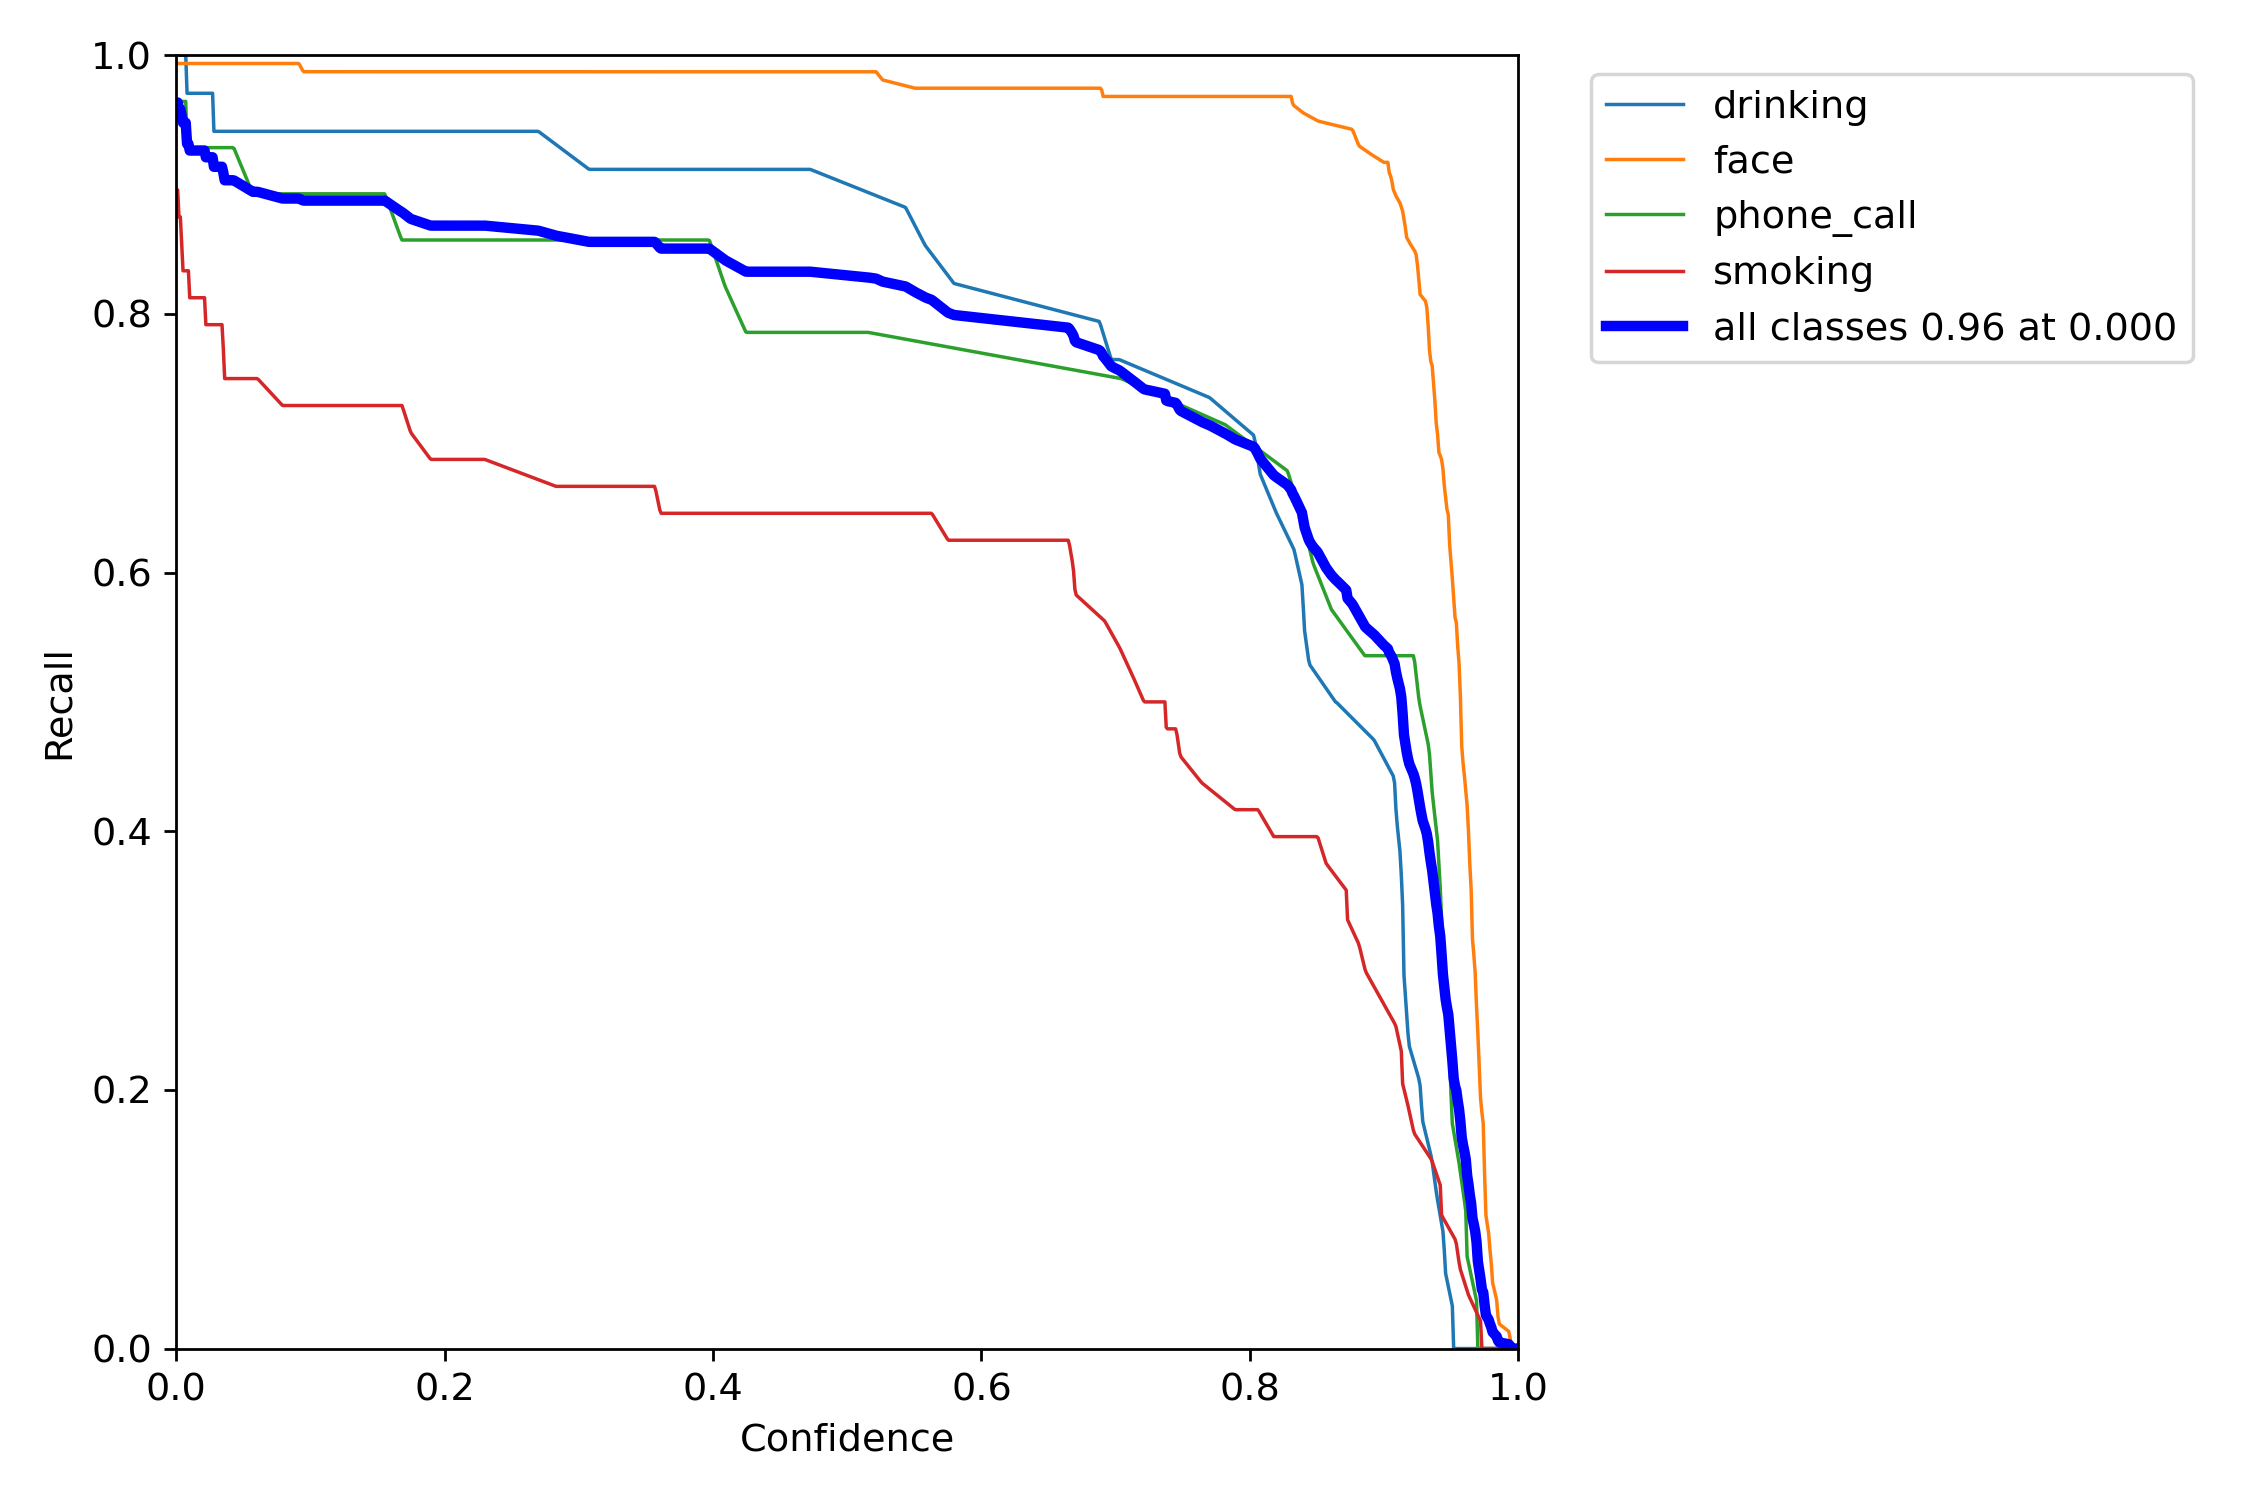 1.0
0.8
0.6
0.4
0.2
0.0
0.0 0.2 0.4 0.6 0.8 1.0
Recall
Confidence
drinking
face
phone_call
smoking
all classes 0.96 at 0.000